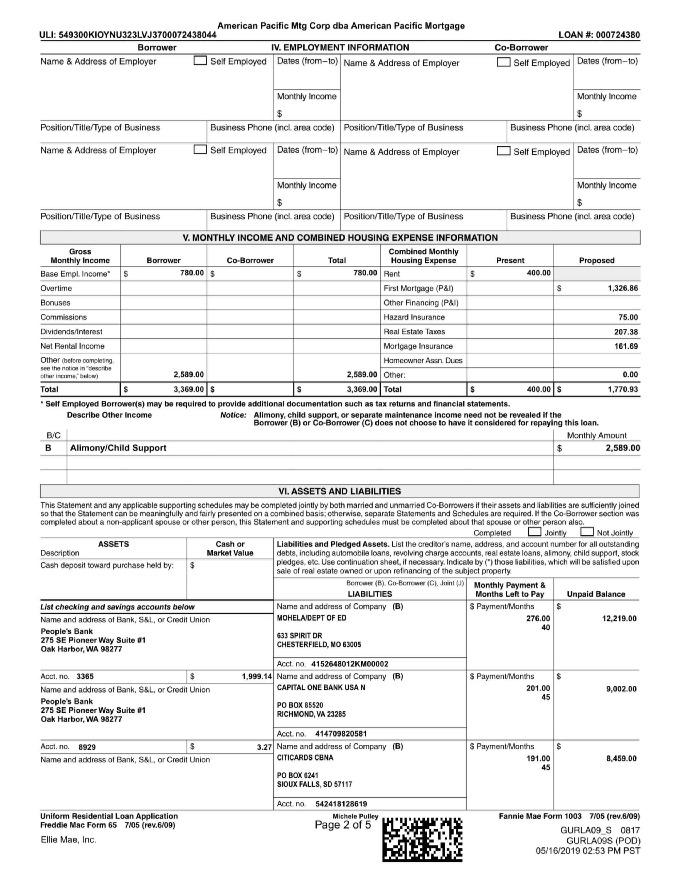 American Pacific Mtg Corp dba American Pacific Mortgage
ULI: 549300KIOYNU323LVJ3700072438044 LOAN #: 000724380
Borrower IV. EMPLOYMENT INFORMATION Co-Borrower
Name & Address of Employer Self Employed Dates (from–to) Name & Address of Employer Self Employed Dates (from–to)
Monthly Income Monthly Income
$ $
Position/Title/Type of Business Business Phone (incl. area code) Position/Title/Type of Business Business Phone (incl. area code)
Name & Address of Employer Self Employed Dates (from–to) Name & Address of Employer Self Employed Dates (from–to)
Monthly Income Monthly Income
$ $
Position/Title/Type of Business Business Phone (incl. area code) Position/Title/Type of Business Business Phone (incl. area code)
V. MONTHLY INCOME AND COMBINED HOUSING EXPENSE INFORMATION
Gross Combined Monthly
Monthly Income Borrower Co-Borrower Total Housing Expense Present Proposed
Base Empl. Income* $ 780.00 $ $ 780.00 Rent $ 400.00
Overtime First Mortgage (P&I) $ 1,326.86
Bonuses Other Financing (P&I)
Commissions Hazard Insurance 75.00
Dividends/Interest Real Estate Taxes 207.38
Net Rental Income Mortgage Insurance 161.69
Other (before completing, Homeowner Assn. Dues
see the notice in "describe
other income," below) 2,589.00 2,589.00 Other: 0.00
Total $ 3,369.00 $ $ 3,369.00 Total $ 400.00 $ 1,770.93
* Self Employed Borrower(s) may be required to provide additional documentation such as tax returns and financial statements.
Describe Other Income Notice: Alimony, child support, or separate maintenance income need not be revealed if the
Borrower (B) or Co-Borrower (C) does not choose to have it considered for repaying this loan.
B/C Monthly Amount
B Alimony/Child Support $ 2,589.00
VI. ASSETS AND LIABILITIES
This Statement and any applicable supporting schedules may be completed jointly by both married and unmarried Co-Borrowers if their assets and liabilities are sufficiently joined
so that the Statement can be meaningfully and fairly presented on a combined basis; otherwise, separate Statements and Schedules are required. If the Co-Borrower section was
completed about a non-applicant spouse or other person, this Statement and supporting schedules must be completed about that spouse or other person also.
Completed Jointly Not Jointly
ASSETS Cash or Liabilities and Pledged Assets. List the creditor's name, address, and account number for all outstanding
Description Market Value debts, including automobile loans, revolving charge accounts, real estate loans, alimony, child support, stock
Cash deposit toward purchase held by: $ pledges, etc. Use continuation sheet, if necessary. Indicate by (*) those liabilities, which will be satisfied upon
sale of real estate owned or upon refinancing of the subject property.
Borrower (B), Co-Borrower (C), Joint (J) Monthly Payment &
LIABILITIES Months Left to Pay Unpaid Balance
List checking and savings accounts below Name and address of Company (B) $ Payment/Months $
Name and address of Bank, S&L, or Credit Union MOHELA/DEPT OF ED 276.00 12,219.00
People's Bank 40
275 SE Pioneer Way Suite #1 633 SPIRIT DR
Oak Harbor, WA 98277 CHESTERFIELD, MO 63005
Acct. no. 4152648012KM00002
Acct. no. 3365 $ 1,999.14 Name and address of Company (B) $ Payment/Months $
Name and address of Bank, S&L, or Credit Union CAPITAL ONE BANK USA N 201.00 9,002.00
People's Bank 45
275 SE Pioneer Way Suite #1 PO BOX 85520
Oak Harbor, WA 98277 RICHMOND, VA 23285
Acct. no. 414709820581
Acct. no. 8929 $ 3.27 Name and address of Company (B) $ Payment/Months $
Name and address of Bank, S&L, or Credit Union CITICARDS CBNA 191.00 8,459.00
45
PO BOX 6241
SIOUX FALLS, SD 57117
Acct. no. 542418128619
Uniform Residential Loan Application Michele Pulley Fannie Mae Form 1003 7/05 (rev.6/09)
Freddie Mac Form 65 7/05 (rev.6/09) Page 2 of 5
GURLA09_S 0817
Ellie Mae, Inc. GURLA09S (POD)
05/16/2019 02:53 PM PST